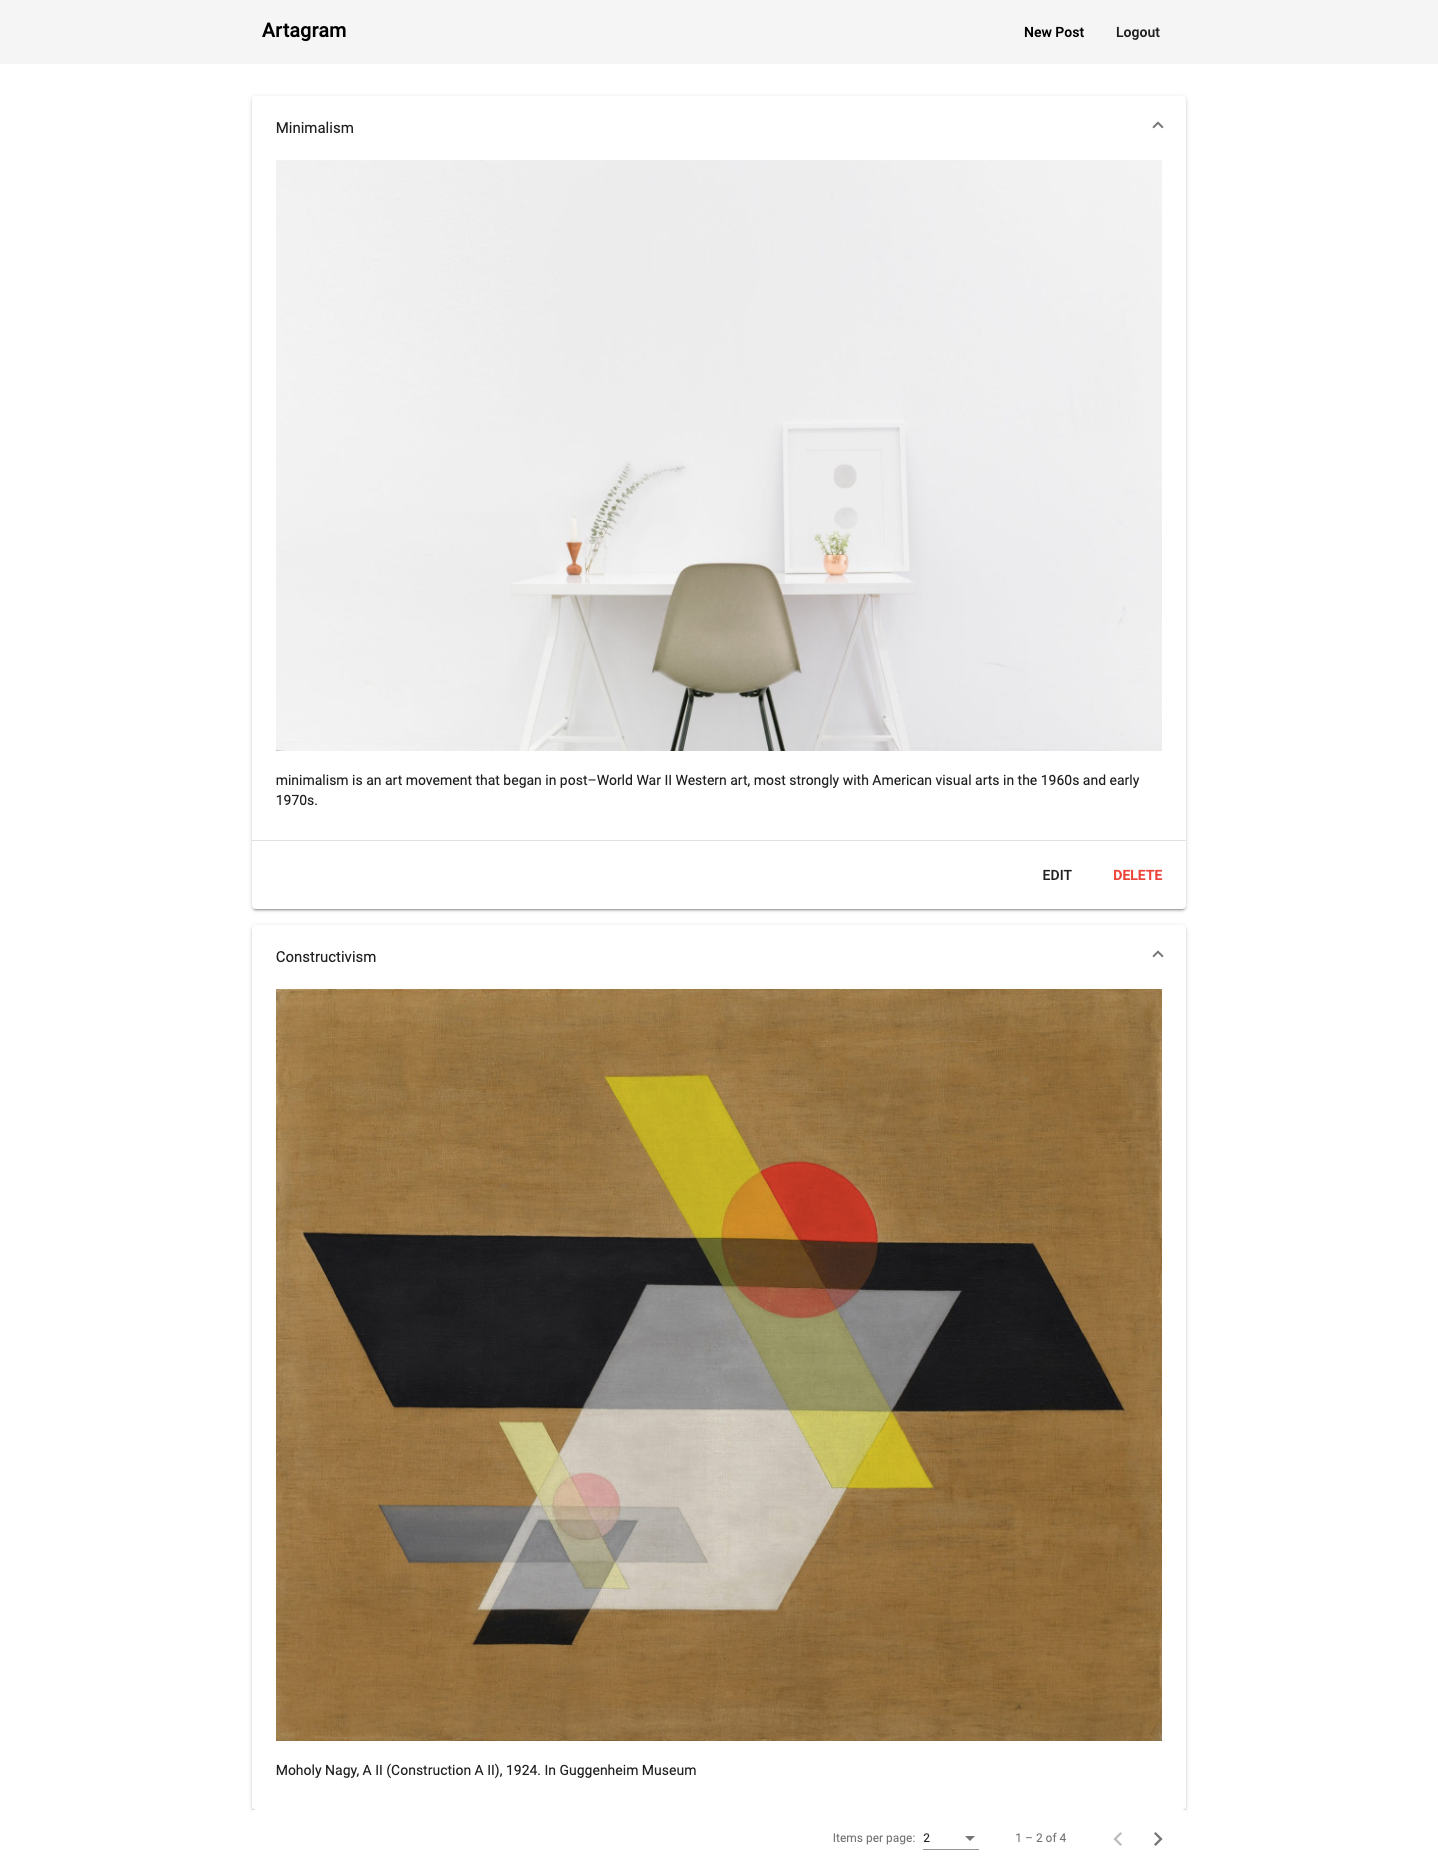 Artagram
New Post
Logout
Minimalism
minimalism is an art movement that began in post–World War II Western art, most strongly with American visual arts in the 1960s and early
1970s.
EDIT
DELETE
Constructivism
Moholy Nagy, A II (Construction A II), 1924. In Guggenheim Museum
Items per page: 2
1 – 2 of 4